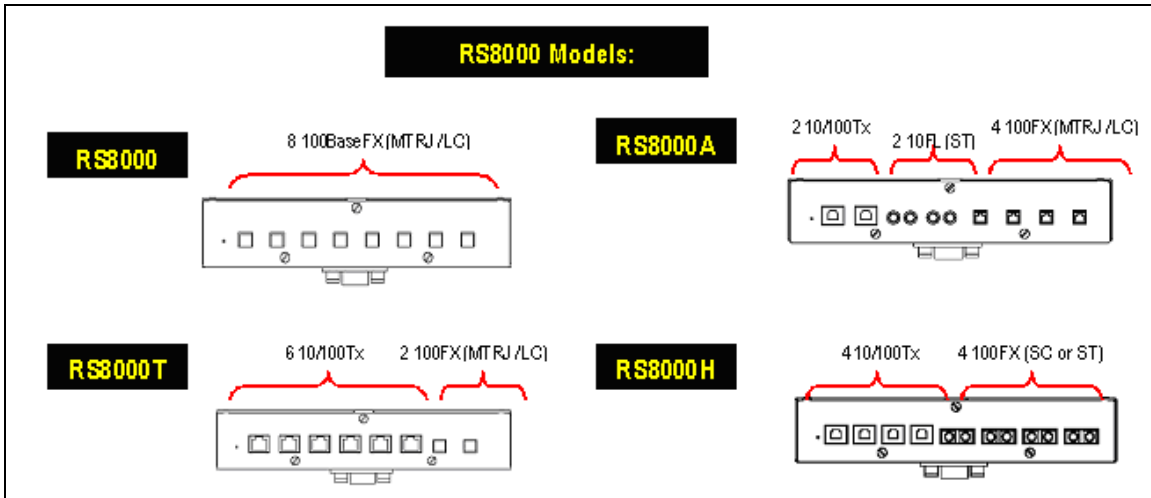 RS8000 Models:
RS8000
8 100BaseFX(MTRJ/LC)
RS8000A
2 10/100Tx
2 10FL (ST)
4 100FX(MTRJ/LC)
RS8000T
6 10/100Tx
2 100FX(MTRJ/LC)
RS8000H
4 10/100Tx
4 100FX (SC or ST)